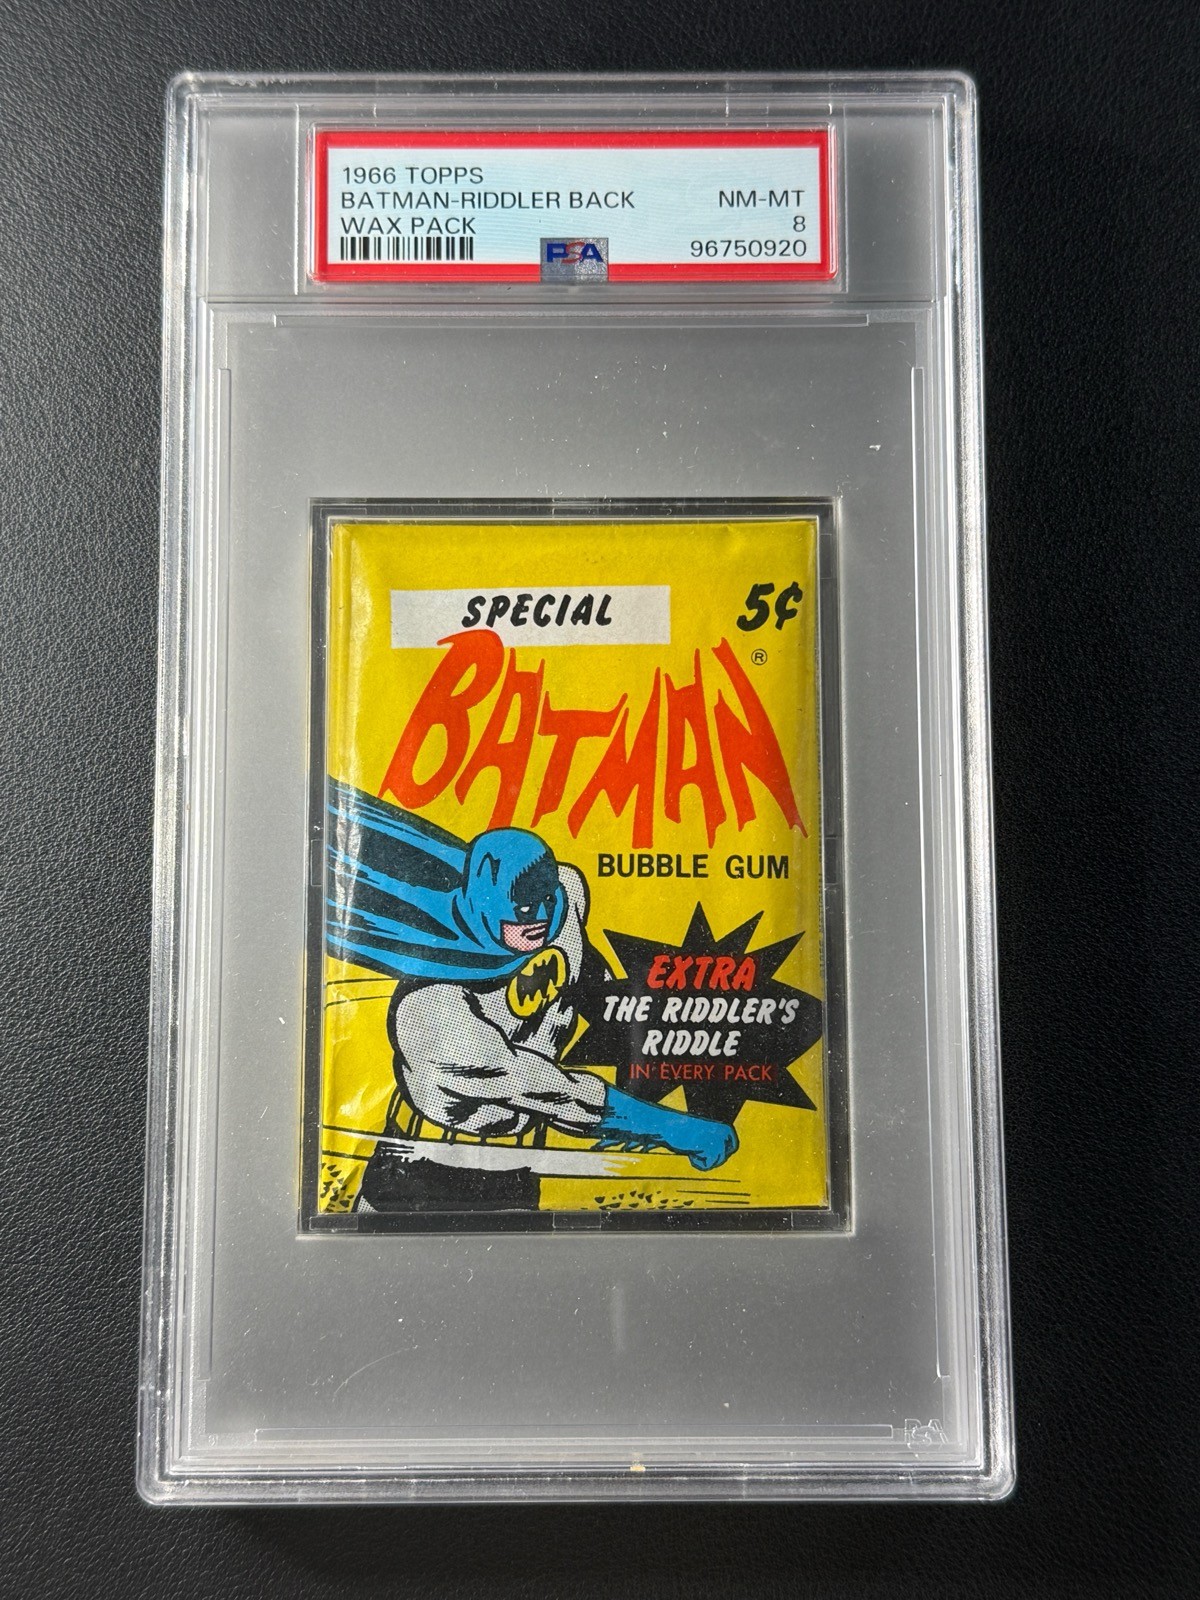 1966 TOPPS
BATMAN-RIDDLER BACK NM-MT
WAX PACK 8
PSA 96750920
SPECIAL 5¢
BATMAN ®
BUBBLE GUM
EXTRA
THE RIDDLER'S
RIDDLE
IN EVERY PACK
PSA